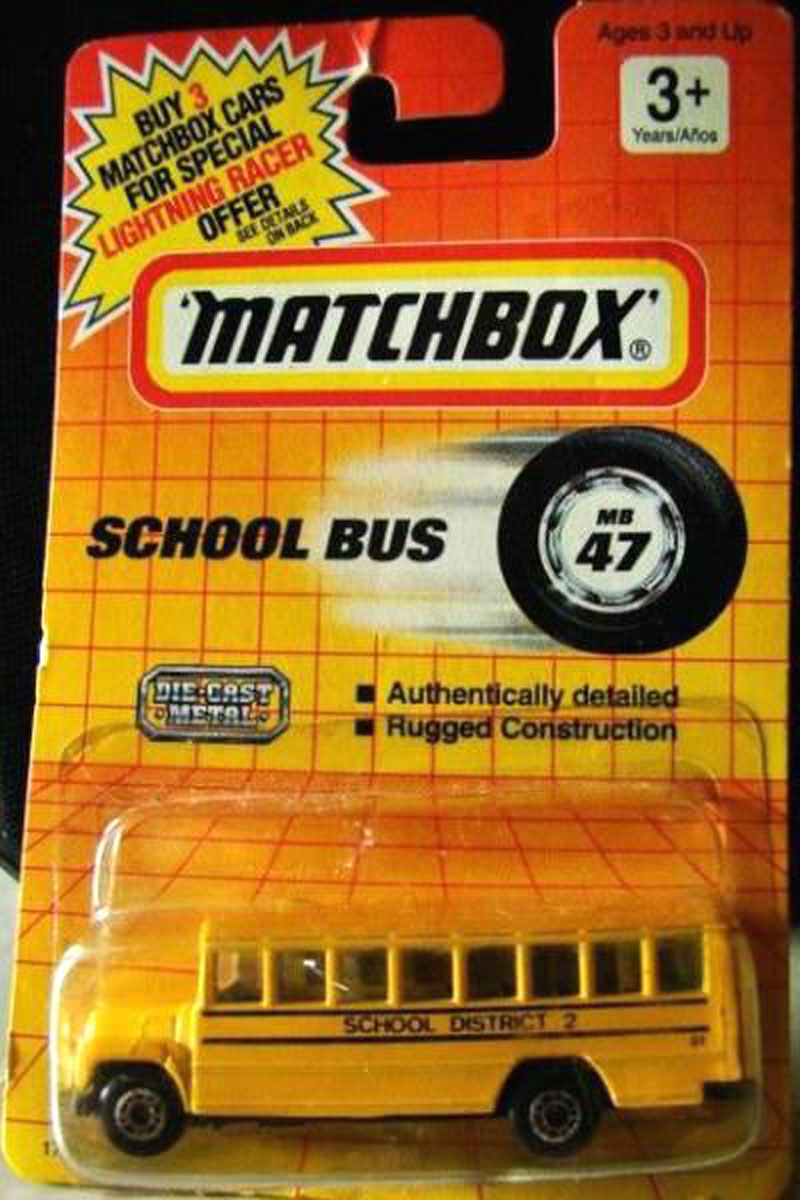 Ages 3 and Up
3+
Years/Años
BUY 3
MATCHBOX CARS
FOR SPECIAL
LIGHTNING RACER
OFFER
SEE DETAILS
ON BACK
'MATCHBOX'®
SCHOOL BUS
MB
47
DIE-CAST
METAL
■ Authentically detailed
■ Rugged Construction
SCHOOL DISTRICT 2